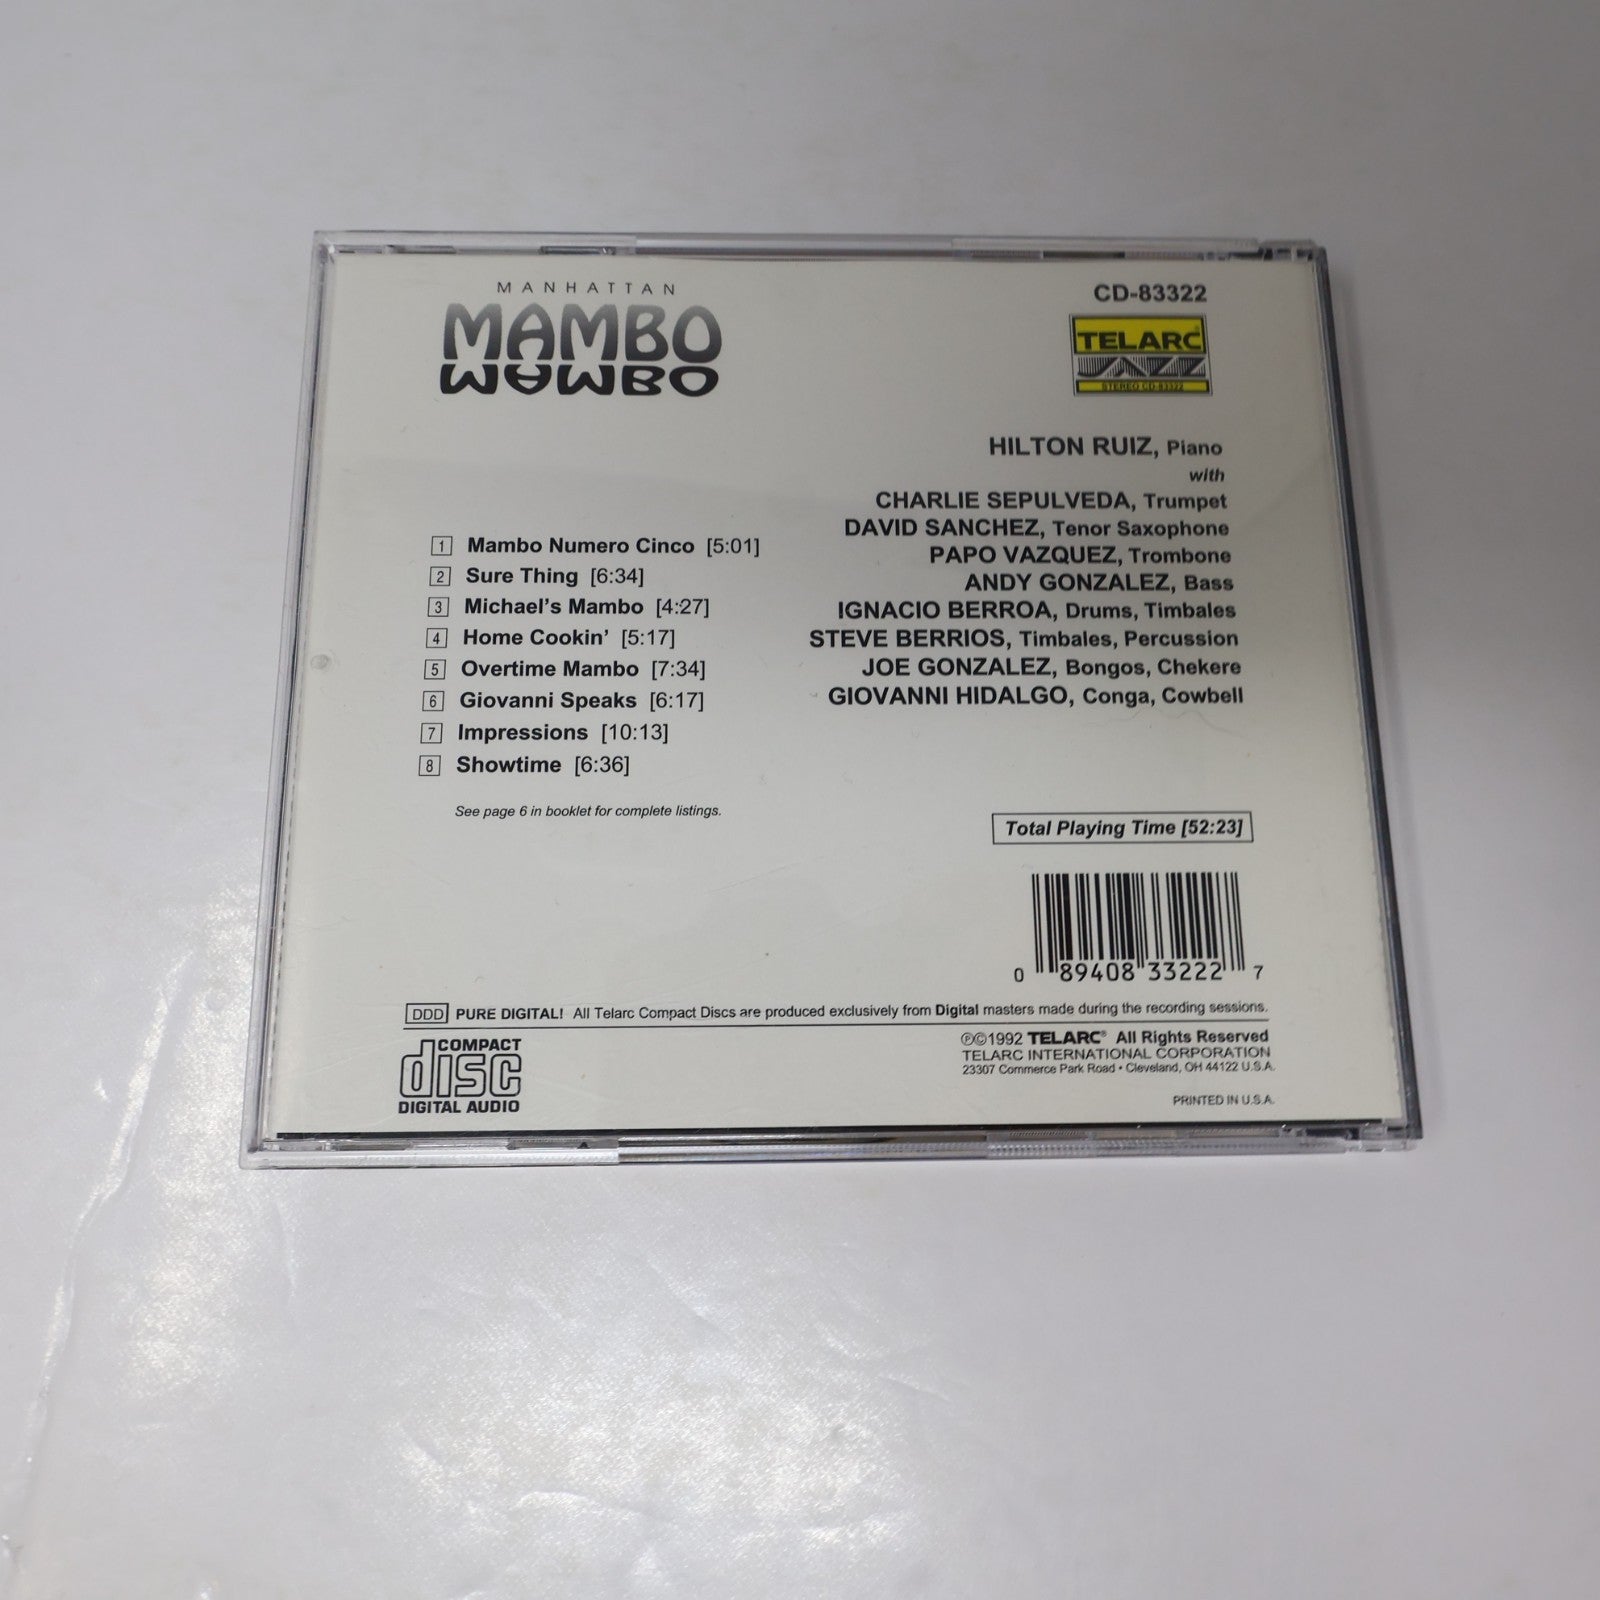 MANHATTAN
MAMBO
MAMBO
CD-83322
TELARC®
JAZZ
STEREO CD-83322
HILTON RUIZ, Piano
with
CHARLIE SEPULVEDA, Trumpet
DAVID SANCHEZ, Tenor Saxophone
PAPO VAZQUEZ, Trombone
ANDY GONZALEZ, Bass
IGNACIO BERROA, Drums, Timbales
STEVE BERRIOS, Timbales, Percussion
JOE GONZALEZ, Bongos, Chekere
GIOVANNI HIDALGO, Conga, Cowbell
1 Mambo Numero Cinco [5:01]
2 Sure Thing [6:34]
3 Michael's Mambo [4:27]
4 Home Cookin' [5:17]
5 Overtime Mambo [7:34]
6 Giovanni Speaks [6:17]
7 Impressions [10:13]
8 Showtime [6:36]
See page 6 in booklet for complete listings.
Total Playing Time [52:23]
0 89408 33222 7
DDD PURE DIGITAL! All Telarc Compact Discs are produced exclusively from Digital masters made during the recording sessions.
COMPACT
disc
DIGITAL AUDIO
℗©1992 TELARC® All Rights Reserved
TELARC INTERNATIONAL CORPORATION
23307 Commerce Park Road • Cleveland, OH 44122 U.S.A.
PRINTED IN U.S.A.